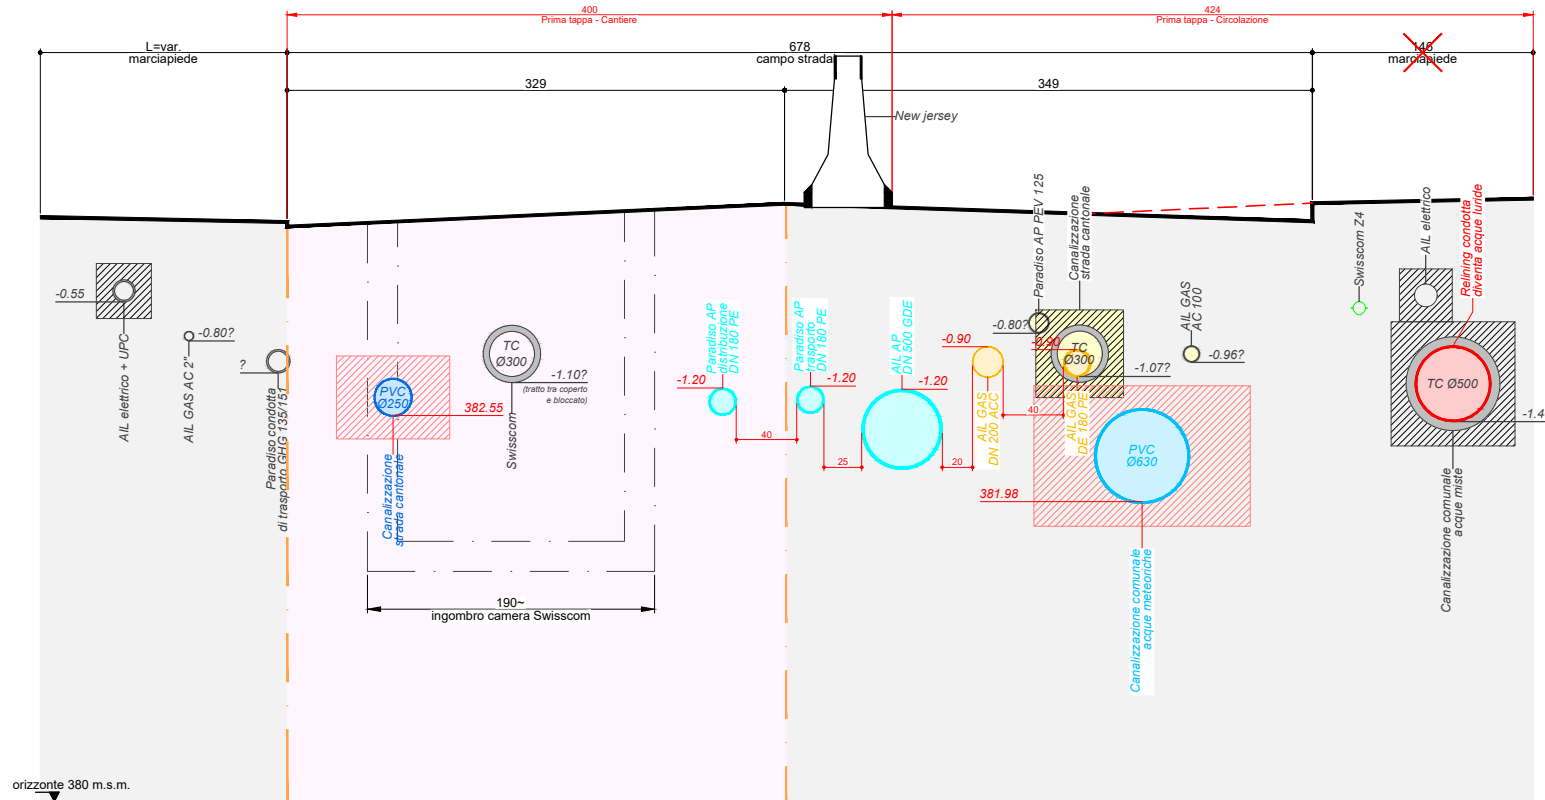 400
Prima tappa - Cantiere
424
Prima tappa - Circolazione
L=var.
marciapiede
678
campo strada
146
marciapiede
329
349
New jersey
-0.55
AIL elettrico + UPC
-0.80?
AIL GAS AC 2"
?
Paradiso condotta
di trasporto GHG 135/151
PVC
Ø250
382.55
Canalizzazione
strada cantonale
TC
Ø300
-1.10?
(tratto tra coperto
e bloccato)
Swisscom
190~
ingombro camera Swisscom
Paradiso AP
distribuzione
DN 180 PE
-1.20
40
Paradiso AP
trasporto
DN 180 PE
-1.20
25
AIL AP
DN 500 GDE
-1.20
20
-0.90
AIL GAS
DN 200 ACC
40
Paradiso AP PEV 125
-0.80?
Canalizzazione
strada cantonale
-0.90
TC
Ø300
-1.07?
AIL GAS
DE 180 PE
PVC
Ø630
381.98
Canalizzazione comunale
acque meteoriche
AIL GAS
AC 100
-0.96?
Swisscom Z4
AIL elettrico
Relining condotta
diventa acque luride
TC Ø500
-1.4
Canalizzazione comunale
acque miste
orizzonte 380 m.s.m.